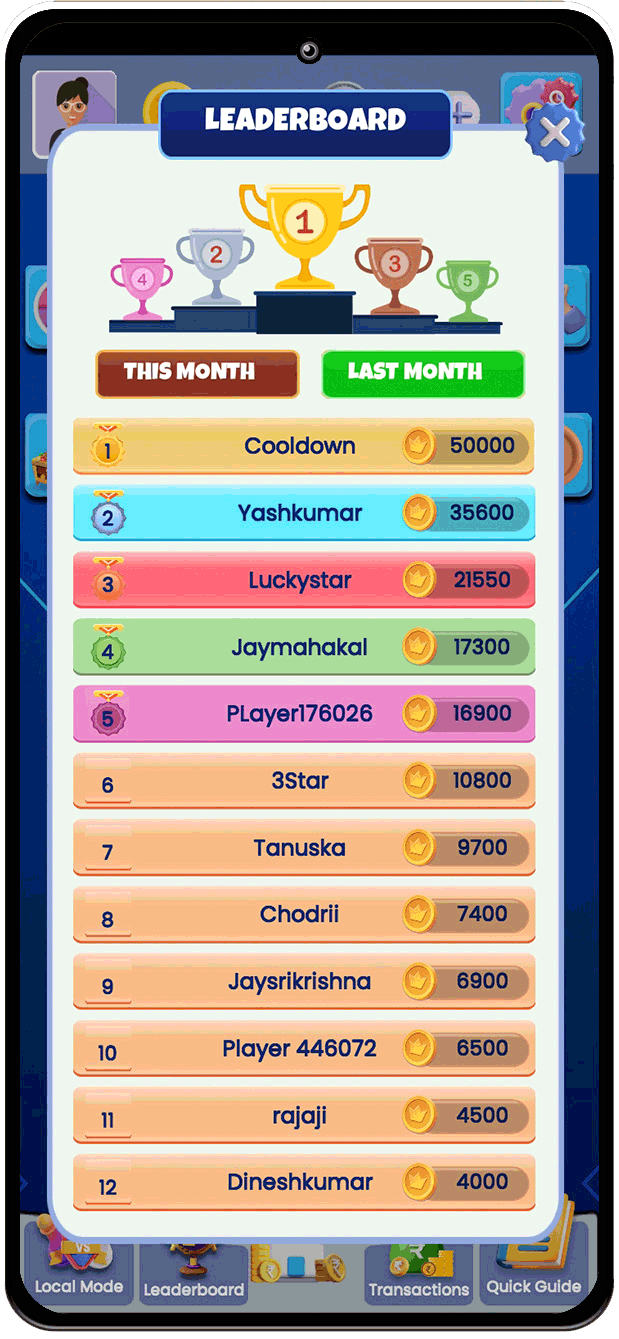 LEADERBOARD
1
2
3
4
5
THIS MONTH LAST MONTH
1 Cooldown 50000
2 Yashkumar 35600
3 Luckystar 21550
4 Jaymahakal 17300
5 PLayer176026 16900
6 3Star 10800
7 Tanuska 9700
8 Chodrii 7400
9 Jaysrikrishna 6900
10 Player 446072 6500
11 rajaji 4500
12 Dineshkumar 4000
VS
Local Mode Leaderboard Transactions Quick Guide